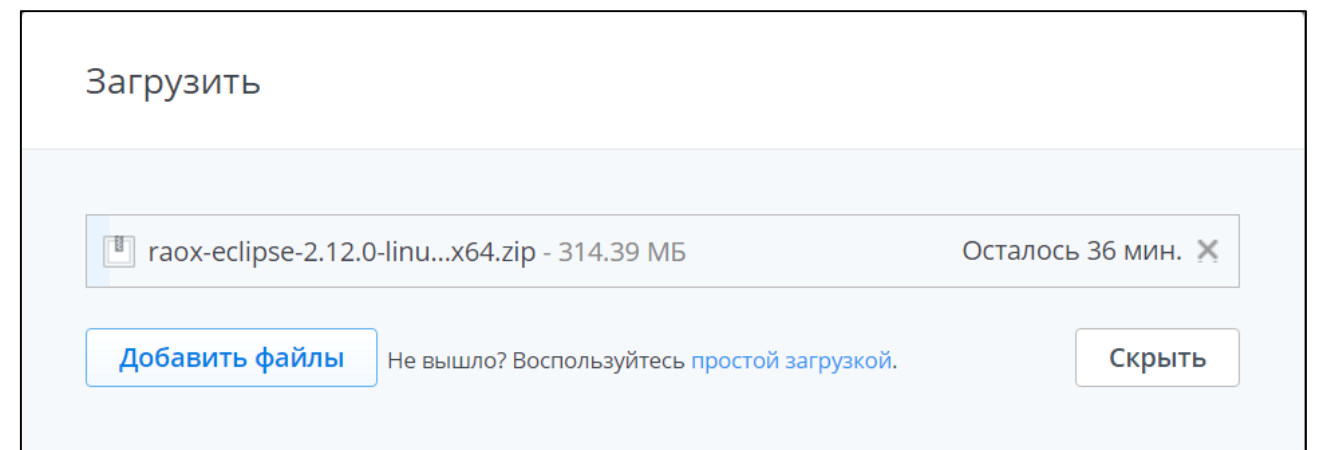 Загрузить
raox-eclipse-2.12.0-linu...x64.zip - 314.39 МБ Осталось 36 мин.
Добавить файлы Не вышло? Воспользуйтесь простой загрузкой. Скрыть